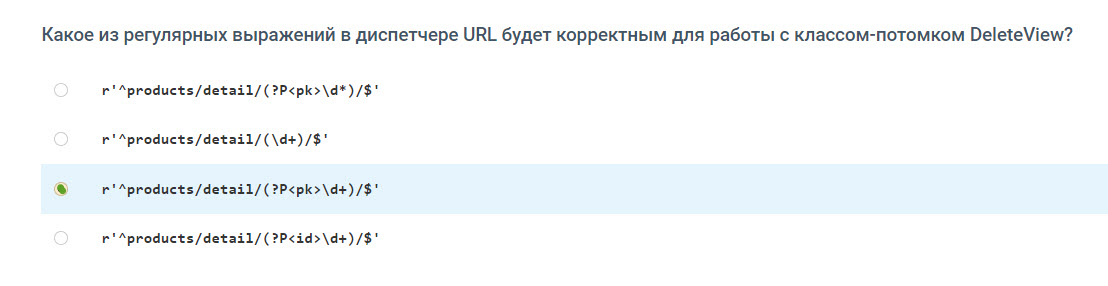 Какое из регулярных выражений в диспетчере URL будет корректным для работы с классом-потомком DeleteView?
r'^products/detail/(?P<pk>\d*)/$'
r'^products/detail/(\d+)/$'
r'^products/detail/(?P<pk>\d+)/$'
r'^products/detail/(?P<id>\d+)/$'